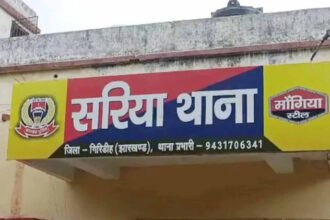 सरिया थाना
मोंगिया
स्टील
जिला – गिरिडीह (झारखण्ड), थाना प्रभारी – 9431706341